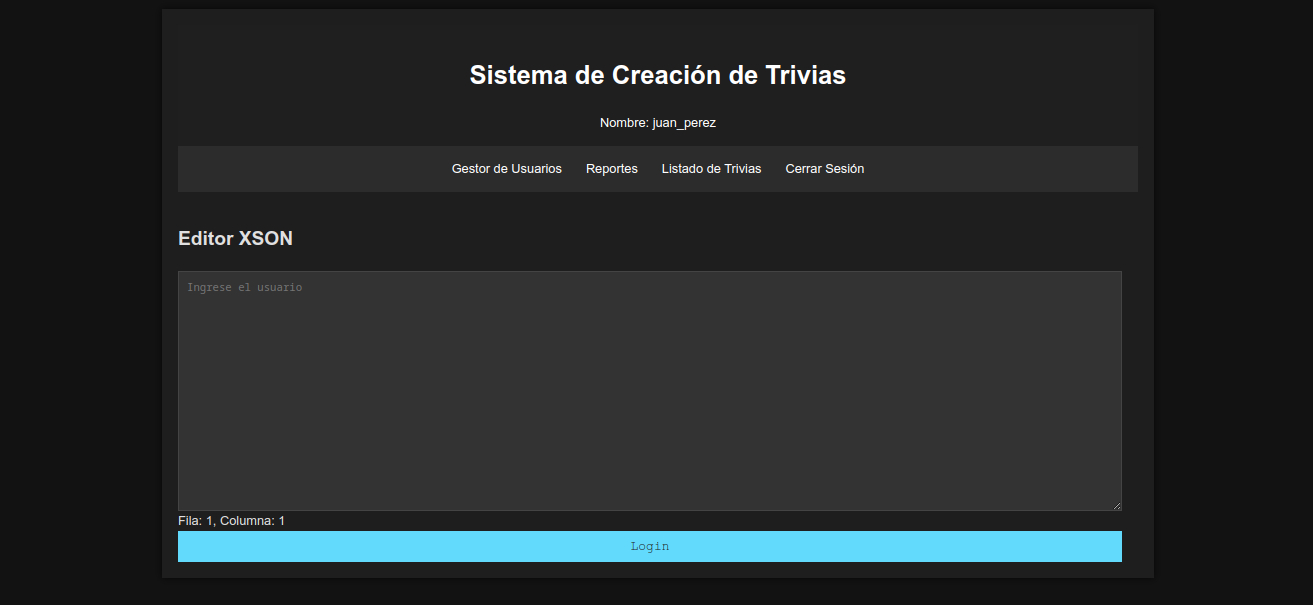 Sistema de Creación de Trivias
Nombre: juan_perez
Gestor de Usuarios Reportes Listado de Trivias Cerrar Sesión
Editor XSON
Ingrese el usuario
Fila: 1, Columna: 1
Login